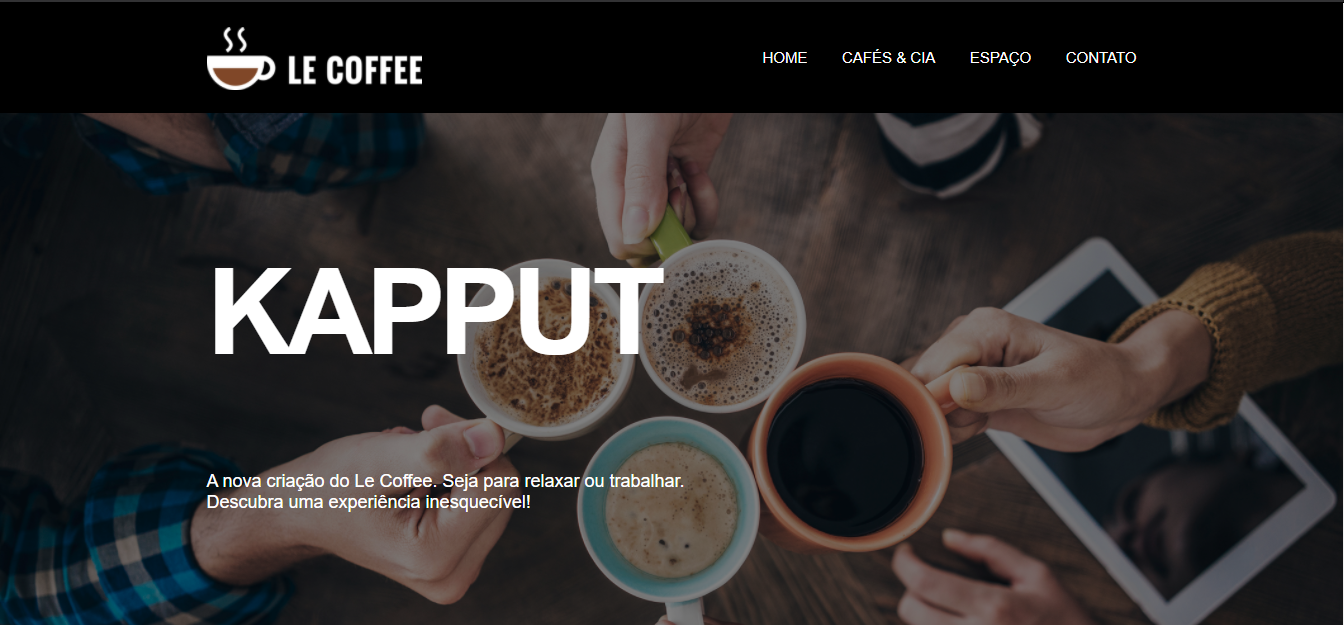 LE COFFEE
HOME
CAFÉS & CIA
ESPAÇO
CONTATO
KAPPUT
A nova criação do Le Coffee. Seja para relaxar ou trabalhar.
Descubra uma experiência inesquecível!